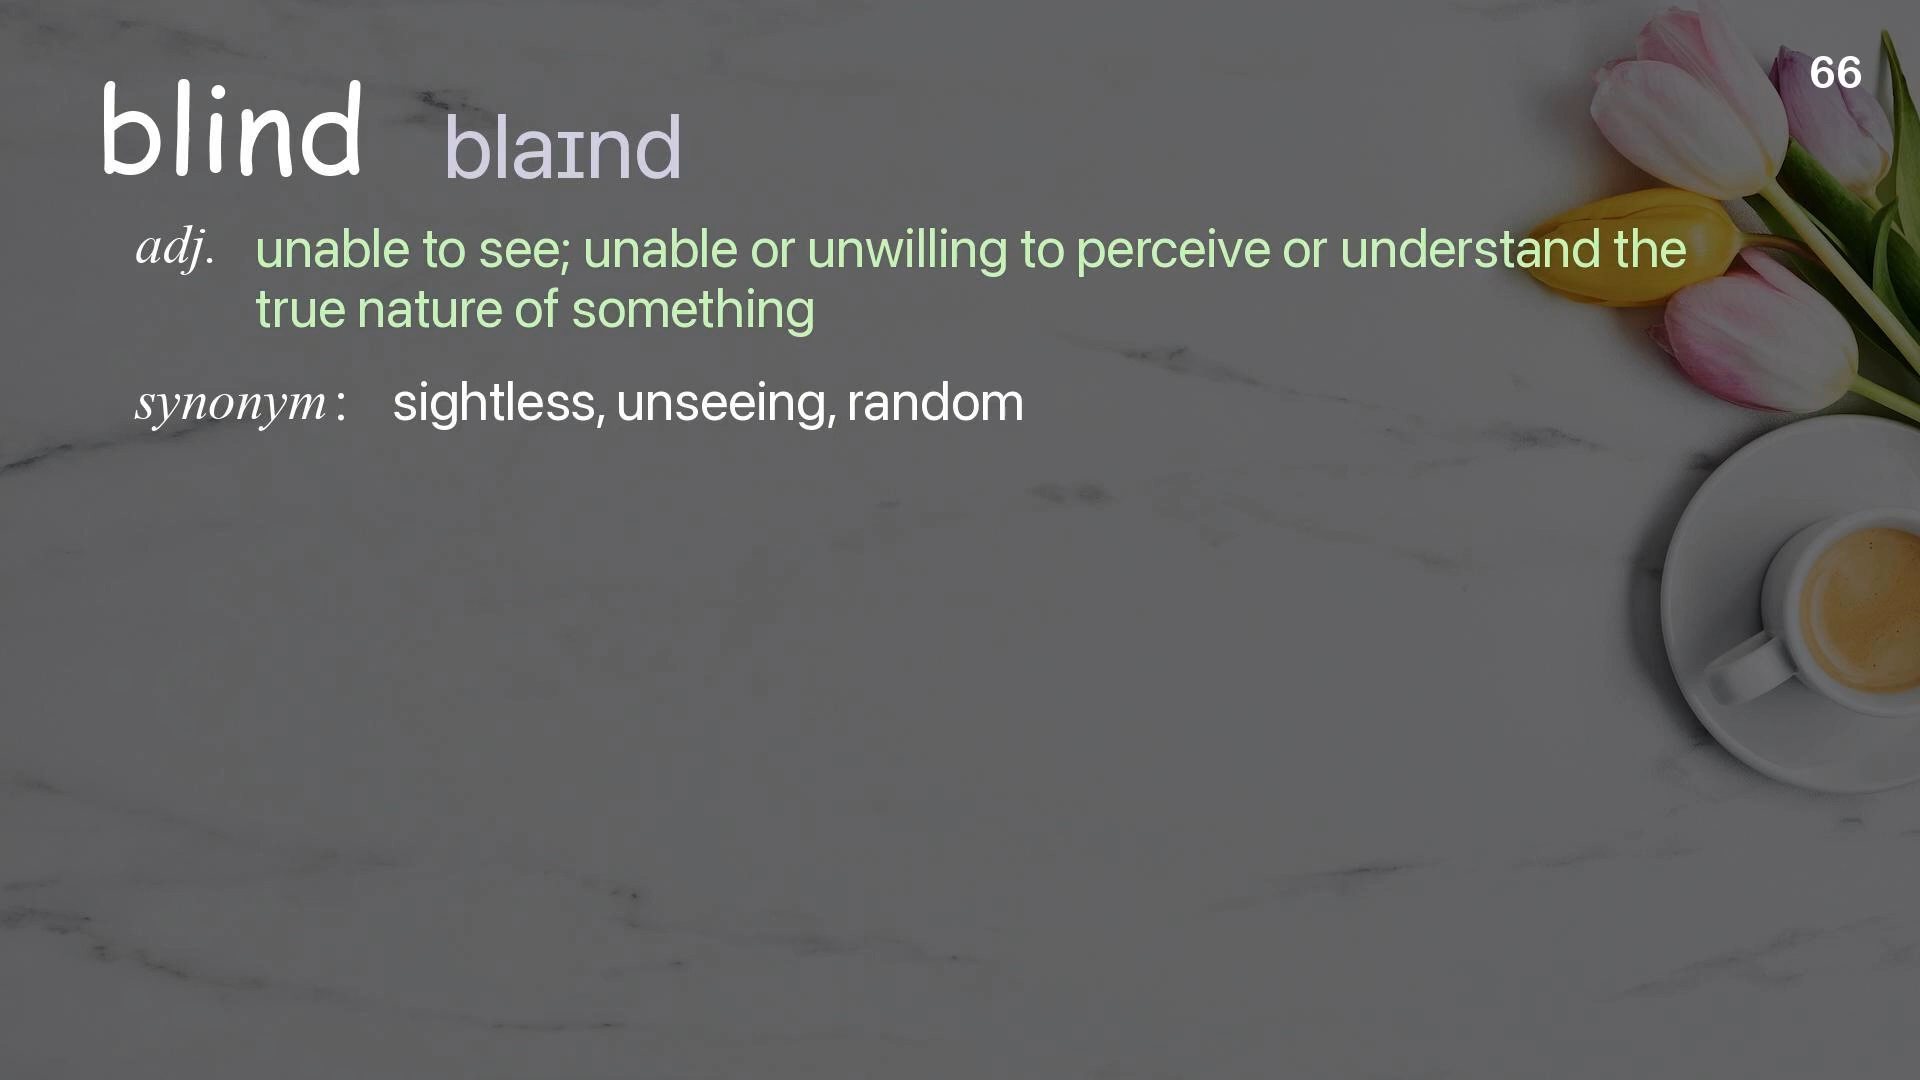 66
blind blaɪnd
adj. unable to see; unable or unwilling to perceive or understand the
true nature of something
synonym : sightless, unseeing, random